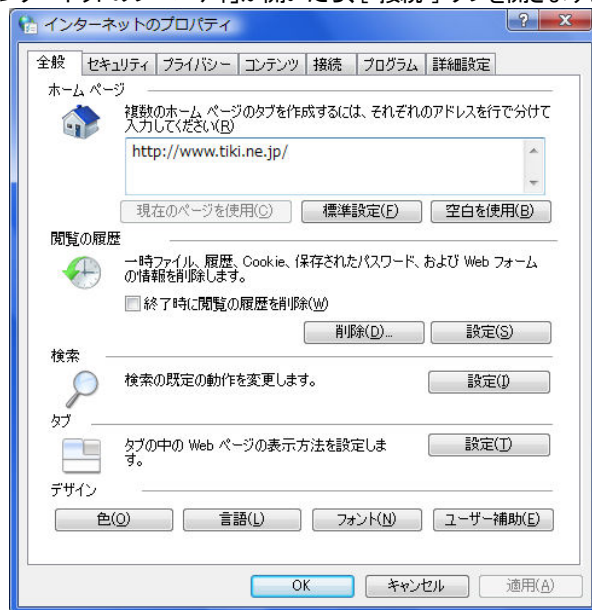 インターネットのプロパティ
全般 セキュリティ プライバシー コンテンツ 接続 プログラム 詳細設定
ホーム ページ
複数のホーム ページのタブを作成するには、それぞれのアドレスを行で分けて
入力してください(R)
http://www.tiki.ne.jp/
現在のページを使用(C) 標準設定(F) 空白を使用(B)
閲覧の履歴
一時ファイル、履歴、Cookie、保存されたパスワード、および Web フォーム
の情報を削除します。
終了時に閲覧の履歴を削除(W)
削除(D)... 設定(S)
検索
検索の既定の動作を変更します。
設定(I)
タブ
タブの中の Web ページの表示方法を設定しま
す。
設定(T)
デザイン
色(O) 言語(L) フォント(N) ユーザー補助(E)
OK キャンセル 適用(A)